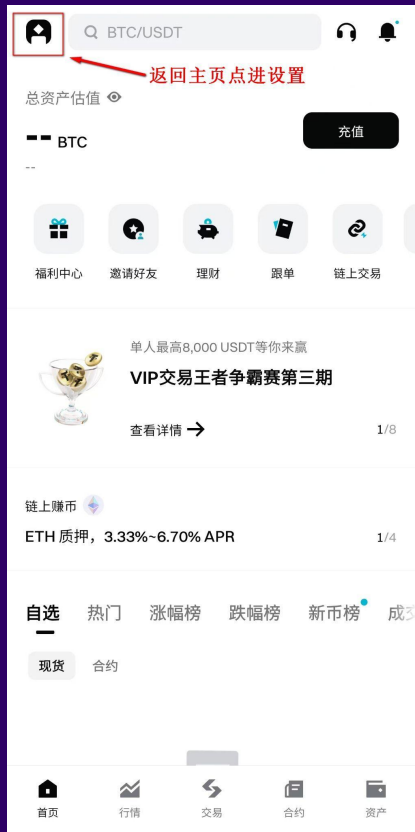 BTC/USDT
返回主页点进设置
总资产估值
-- BTC
充值
--
福利中心 邀请好友 理财 跟单 链上交易
单人最高8,000 USDT等你来赢
VIP交易王者争霸赛第三期
查看详情 → 1/8
链上赚币
ETH 质押，3.33%~6.70% APR 1/4
自选 热门 涨幅榜 跌幅榜 新币榜
现货 合约
首页 行情 交易 合约 资产